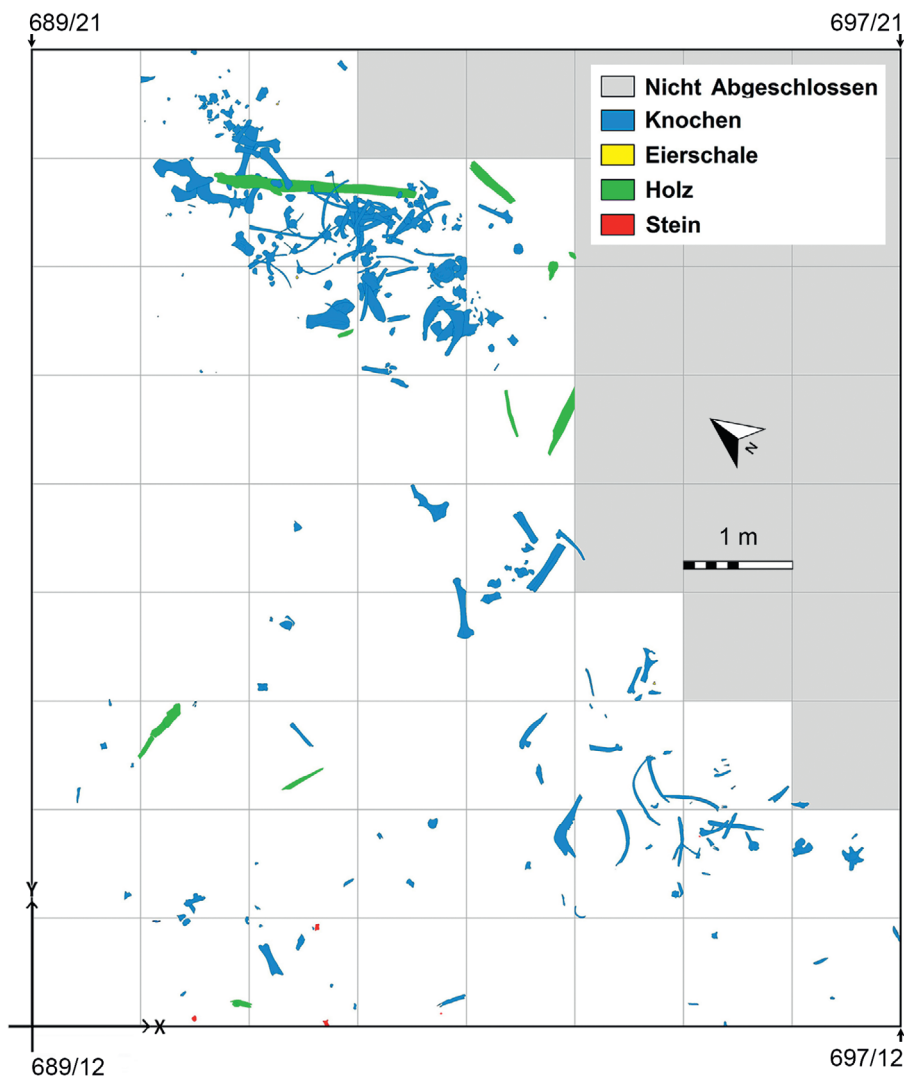 689/21
697/21
Nicht Abgeschlossen
Knochen
Eierschale
Holz
Stein
N
1 m
Y
X
689/12
697/12